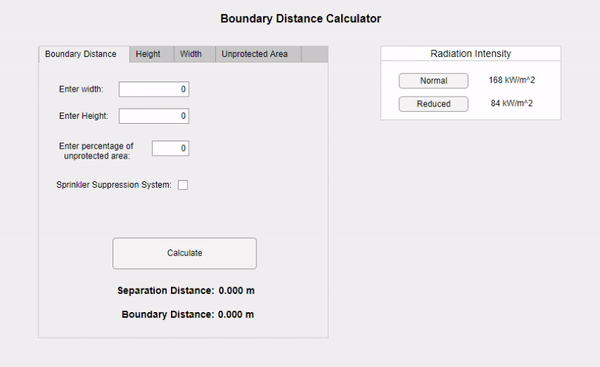 Boundary Distance Calculator
Boundary Distance Height Width Unprotected Area
Enter width: 0
Enter Height: 0
Enter percentage of
unprotected area: 0
Sprinkler Suppression System:
Calculate
Separation Distance: 0.000 m
Boundary Distance: 0.000 m
Radiation Intensity
Normal 168 kW/m^2
Reduced 84 kW/m^2